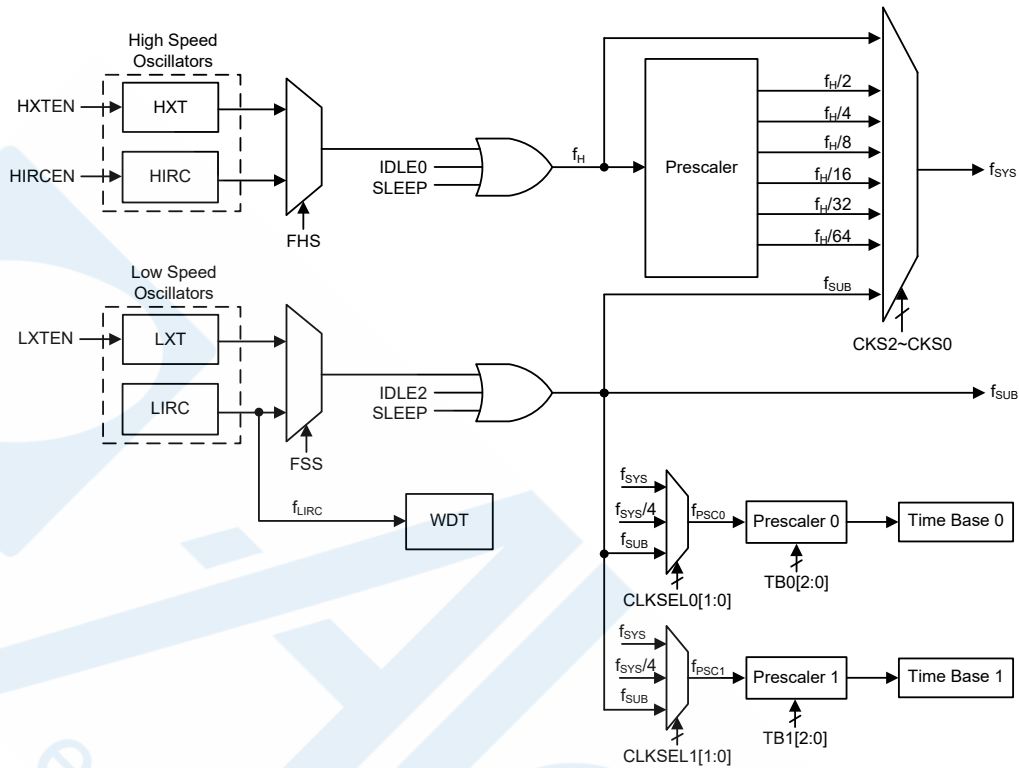 High Speed
Oscillators
HXTEN
HXT
HIRCEN
HIRC
FHS
IDLE0
SLEEP
fH
Prescaler
fH/2
fH/4
fH/8
fH/16
fH/32
fH/64
fSUB
fSYS
CKS2~CKS0
Low Speed
Oscillators
LXTEN
LXT
LIRC
FSS
IDLE2
SLEEP
fSUB
fLIRC
WDT
fSYS
fSYS/4
fSUB
fPSC0
Prescaler 0
Time Base 0
CLKSEL0[1:0]
TB0[2:0]
fSYS
fSYS/4
fSUB
fPSC1
Prescaler 1
Time Base 1
CLKSEL1[1:0]
TB1[2:0]